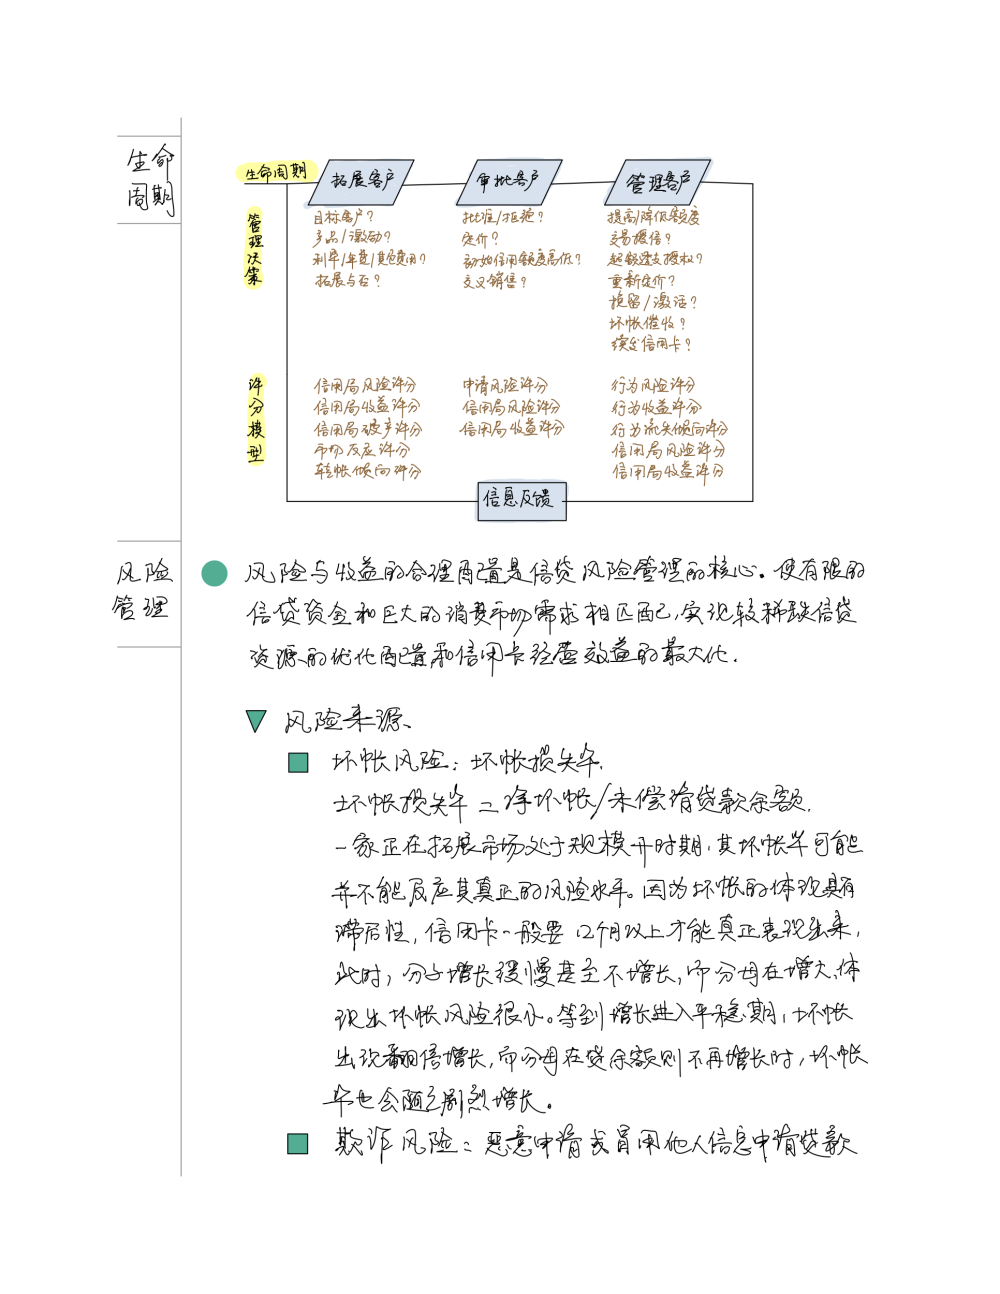 生命
周期
生命周期
拓展客户
审批客户
管理客户
管理决策
目标客户？
产品/激励？
利率/年费/其他费用？
拓展与否？
批准/拒绝？
定价？
初始信用额度高低？
交叉销售？
提高/降低额度
交易授信？
超额透支授权？
重新定价？
挽留/激活？
坏帐催收？
续发信用卡？
评分模型
信用局风险评分
信用局收益评分
信用局破产评分
市场反应评分
转帐倾向评分
申请风险评分
信用局风险评分
信用局收益评分
行为风险评分
行为收益评分
行为流失倾向评分
信用局风险评分
信用局收益评分
信息反馈
风险
管理
风险与收益的合理配置是信贷风险管理的核心。使有限的
信贷资金和巨大的消费市场需求相匹配，实现较稀缺信贷
资源的优化配置和信用卡经营效益的最大化.
风险来源、
坏帐风险：坏帐损失率.
坏帐损失率 = 净坏帐/未偿清贷款余额.
一家正在拓展市场处于规模开时期，其坏帐率可能
并不能反应其真正的风险水平。因为坏帐的体现具有
滞后性，信用卡一般要12个月以上才能真正表现出来，
此时，分子增长缓慢甚至不增长，而分母在增大，体
现出坏帐风险很小。等到增长进入平稳期，坏帐
出现翻倍增长，而分母在贷余额则不再增长时，坏帐
率也会随之剧烈增长。
欺诈风险：恶意申请或冒用他人信息申请贷款